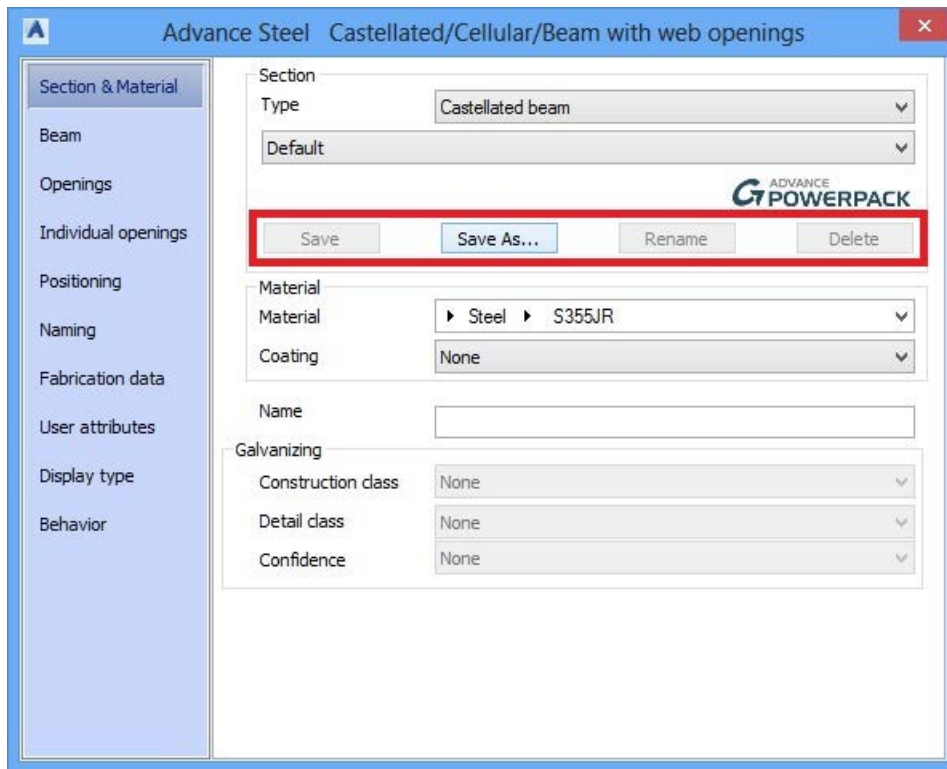 Advance Steel Castellated/Cellular/Beam with web openings
Section & Material
Beam
Openings
Individual openings
Positioning
Naming
Fabrication data
User attributes
Display type
Behavior
Section
Type Castellated beam
Default
ADVANCE
POWERPACK
Save Save As... Rename Delete
Material
Material Steel S355JR
Coating None
Name
Galvanizing
Construction class None
Detail class None
Confidence None